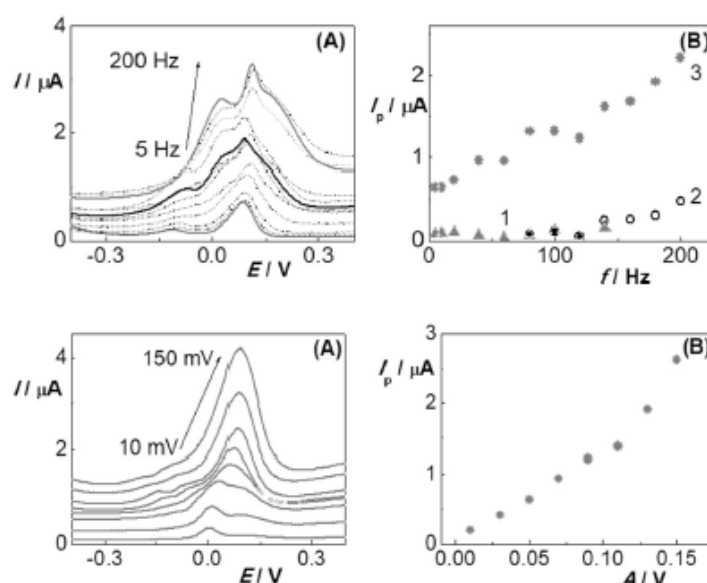 4
(A)
200 Hz
I / μA
2
5 Hz
0
-0.3
0.0
0.3
E / V
(B)
2
I_p / μA
3
1
1
2
0
0
100
200
f / Hz
4
(A)
150 mV
I / μA
2
10 mV
0
-0.3
0.0
0.3
E / V
3
(B)
I_p / μA
2
1
0
0.00
0.05
0.10
0.15
A / V